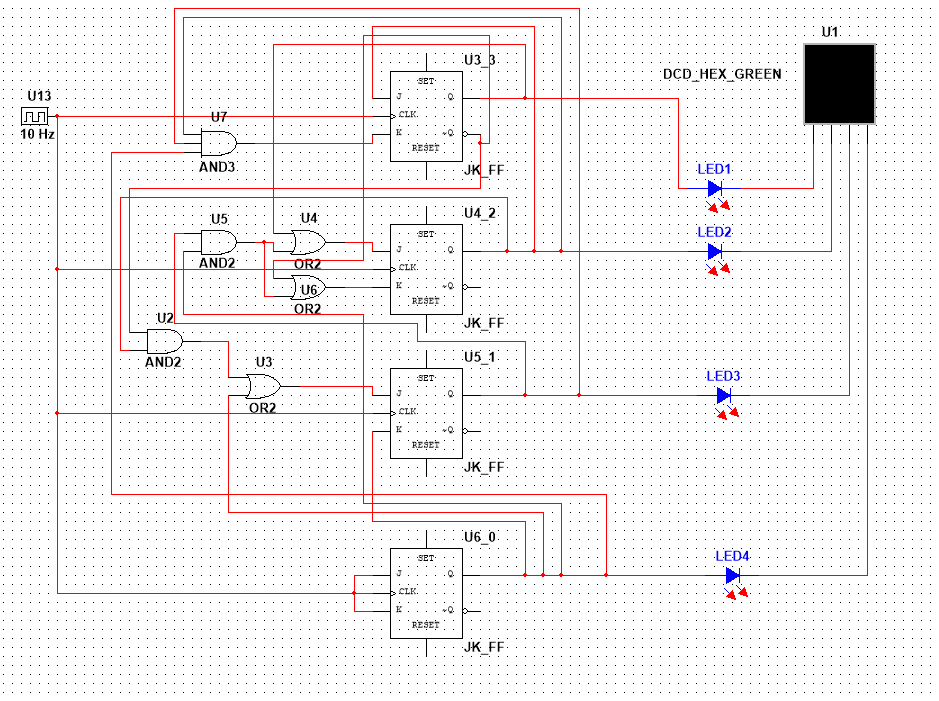 U1
DCD_HEX_GREEN
U13
10 Hz
U7
AND3
U3_3
SET
J
Q
CLK
K
~Q
RESET
JK_FF
LED1
U5
AND2
U4
OR2
U6
OR2
U4_2
SET
J
Q
CLK
K
~Q
RESET
JK_FF
LED2
U2
AND2
U3
OR2
U5_1
SET
J
Q
CLK
K
~Q
RESET
JK_FF
LED3
U6_0
SET
J
Q
CLK
K
~Q
RESET
JK_FF
LED4